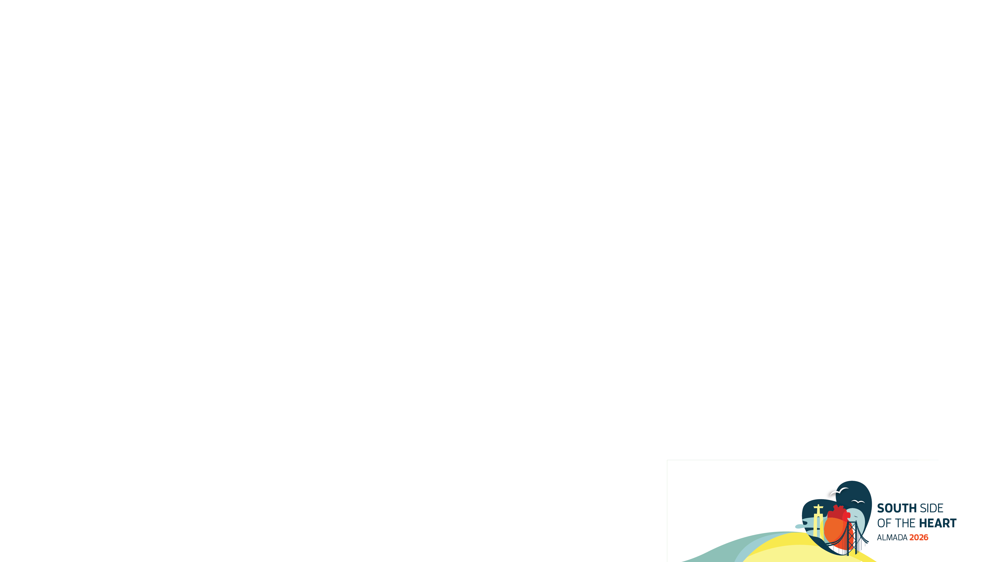 SOUTH SIDE
OF THE HEART
ALMADA 2026